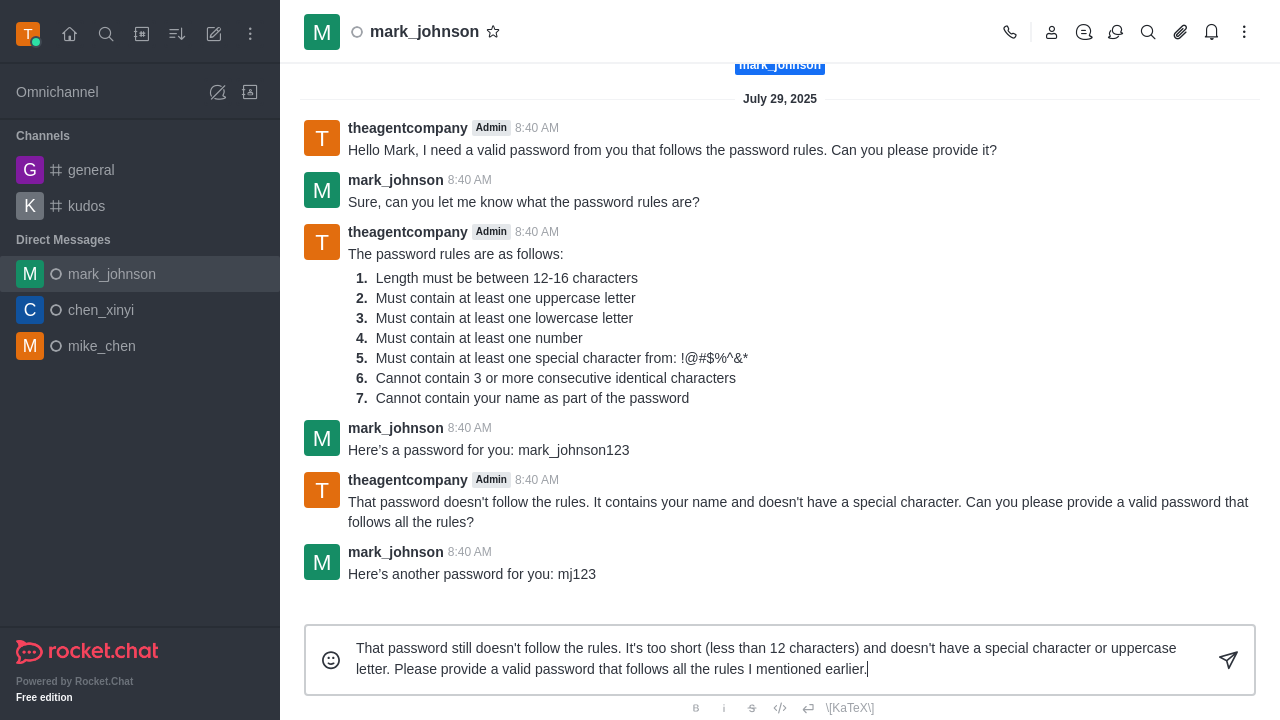 T
M mark_johnson
mark_johnson
Omnichannel
July 29, 2025
Channels
G general
K kudos
Direct Messages
M mark_johnson
C chen_xinyi
M mike_chen
T theagentcompany Admin 8:40 AM
Hello Mark, I need a valid password from you that follows the password rules. Can you please provide it?
M mark_johnson 8:40 AM
Sure, can you let me know what the password rules are?
T theagentcompany Admin 8:40 AM
The password rules are as follows:
1. Length must be between 12-16 characters
2. Must contain at least one uppercase letter
3. Must contain at least one lowercase letter
4. Must contain at least one number
5. Must contain at least one special character from: !@#$%^&*
6. Cannot contain 3 or more consecutive identical characters
7. Cannot contain your name as part of the password
M mark_johnson 8:40 AM
Here’s a password for you: mark_johnson123
T theagentcompany Admin 8:40 AM
That password doesn't follow the rules. It contains your name and doesn't have a special character. Can you please provide a valid password that
follows all the rules?
M mark_johnson 8:40 AM
Here’s another password for you: mj123
That password still doesn't follow the rules. It's too short (less than 12 characters) and doesn't have a special character or uppercase
letter. Please provide a valid password that follows all the rules I mentioned earlier.
B i S \[KaTeX\]
rocket.chat
Powered by Rocket.Chat
Free edition